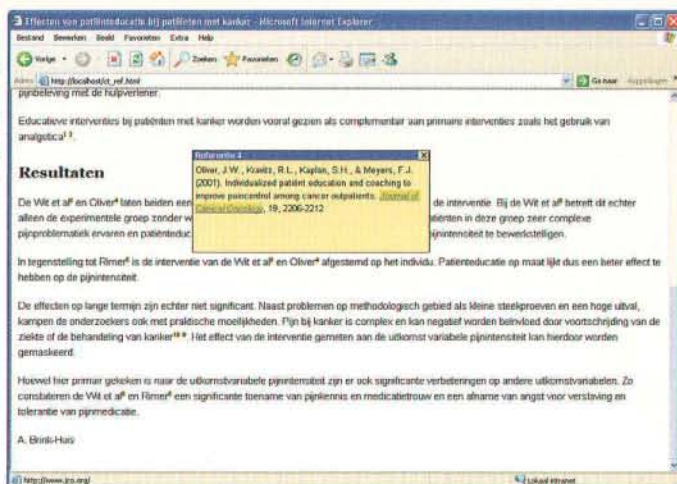 Effecten van patiënteducatie bij patiënten met kanker - Microsoft Internet Explorer
Bestand Bewerken Beeld Favorieten Extra Help
Vorige Zoeken Favorieten
Adres http://localhost/ct_ref.html Ga naar Koppelingen
pijnbeleving met de hulpverlener.
Educatieve interventies bij patiënten met kanker worden vooral gezien als complementair aan primaire interventies zoals het gebruik van
analgetica
Resultaten
Referentie 4
Oliver, J.W., Kravitz, R.L., Kaplan, S.H., & Meyers, F.J.
(2001). Individualized patient education and coaching to
improve paincontrol among cancer outpatients. Journal of
Clinical Oncology, 19, 2206-2212
De Wit et al en Oliver⁴ laten beiden een de interventie. Bij de Wit et al betreft dit echter
alleen de experimentele groep zonder w tiënten in deze groep zeer complexe
pijnproblematiek ervaren en patiënteduc ijnintensiteit te bewerkstelligen.
In tegenstelling tot Rimer is de interventie van de Wit et al en Oliver⁴ afgestemd op het individu. Patiënteducatie op maat lijkt dus een beter effect te
hebben op de pijnintensiteit.
De effecten op lange termijn zijn echter niet significant. Naast problemen op methodologisch gebied als kleine steekproeven en een hoge uitval,
kampen de onderzoekers ook met praktische moeilijkheden. Pijn bij kanker is complex en kan negatief worden beïnvloed door voortschrijding van de
ziekte of de behandeling van kanker. Het effect van de interventie gemeten aan de uitkomst variabele pijnintensiteit kan hierdoor worden
gemaskeerd.
Hoewel hier primair gekeken is naar de uitkomstvariabele pijnintensiteit zijn er ook significante verbeteringen op andere uitkomstvariabelen. Zo
constateren de Wit et al en Rimer een significante toename van pijnkennis en medicatietrouw en een afname van angst voor verslaving en
tolerantie van pijnmedicatie.
A. Brink-Huis
http://www.jco.org/ Lokaal intranet